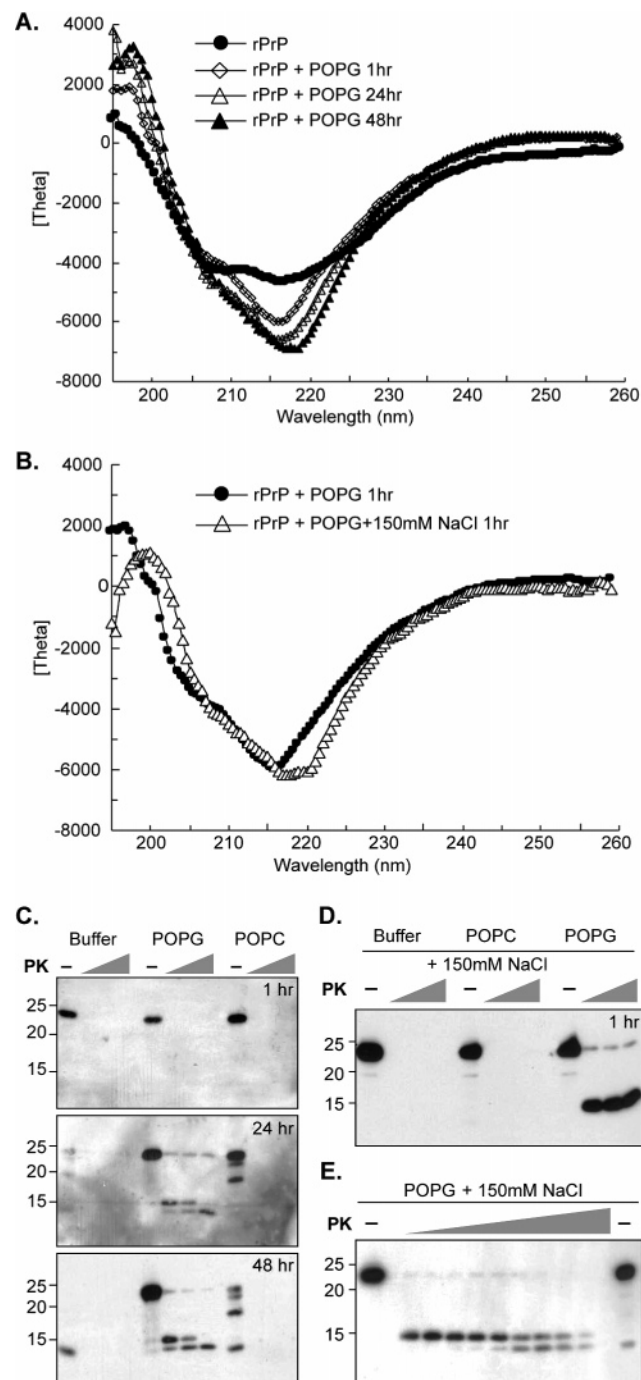 A.
rPrP
rPrP + POPG 1hr
rPrP + POPG 24hr
rPrP + POPG 48hr
4000
2000
0
-2000
-4000
-6000
-8000
[Theta]
200 210 220 230 240 250 260
Wavelength (nm)
B.
rPrP + POPG 1hr
rPrP + POPG+150mM NaCl 1hr
4000
2000
0
-2000
-4000
-6000
-8000
[Theta]
200 210 220 230 240 250 260
Wavelength (nm)
C.
Buffer POPG POPC
PK – – –
1 hr
25
20
15
24 hr
25
20
15
48 hr
25
20
15
D.
Buffer POPC POPG
+ 150mM NaCl
PK – – –
1 hr
25
20
15
E.
POPG + 150mM NaCl
PK – –
25
20
15